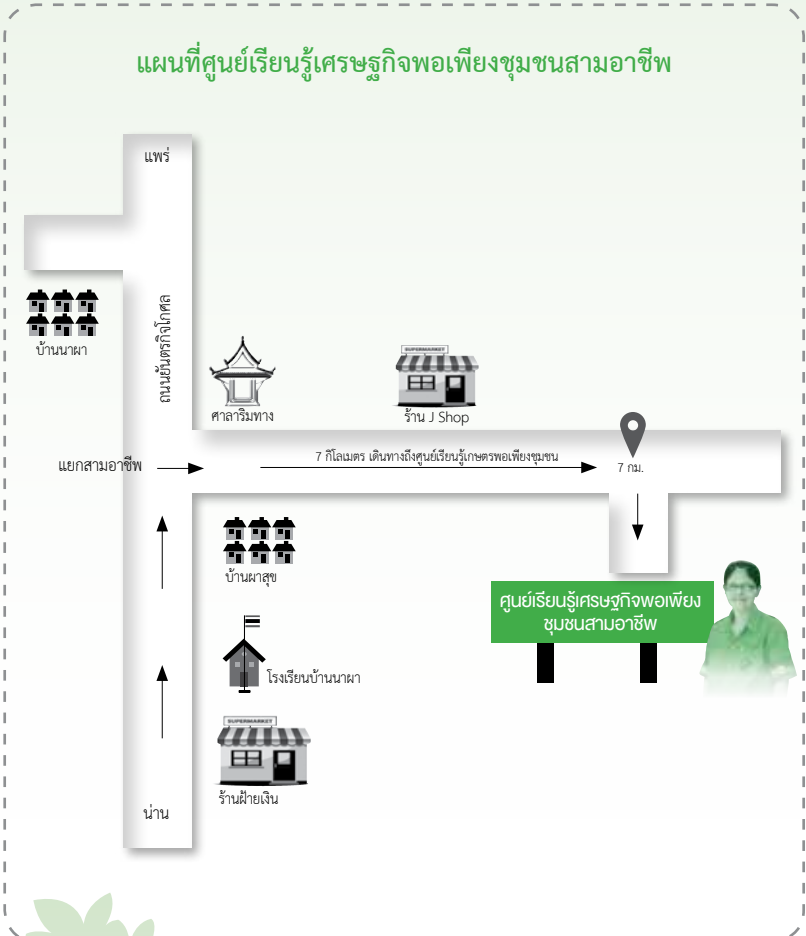 แผนที่ศูนย์เรียนรู้เศรษฐกิจพอเพียงชุมชนสามอาชีพ
แพร่
ถนนยันตรกิจโกศล
บ้านนาผา
ศาลาริมทาง
SUPERMARKET
ร้าน J Shop
แยกสามอาชีพ
7 กิโลเมตร เดินทางถึงศูนย์เรียนรู้เกษตรพอเพียงชุมชน
7 กม.
บ้านผาสุข
ศูนย์เรียนรู้เศรษฐกิจพอเพียง
ชุมชนสามอาชีพ
โรงเรียนบ้านนาผา
SUPERMARKET
ร้านฝ้ายเงิน
น่าน